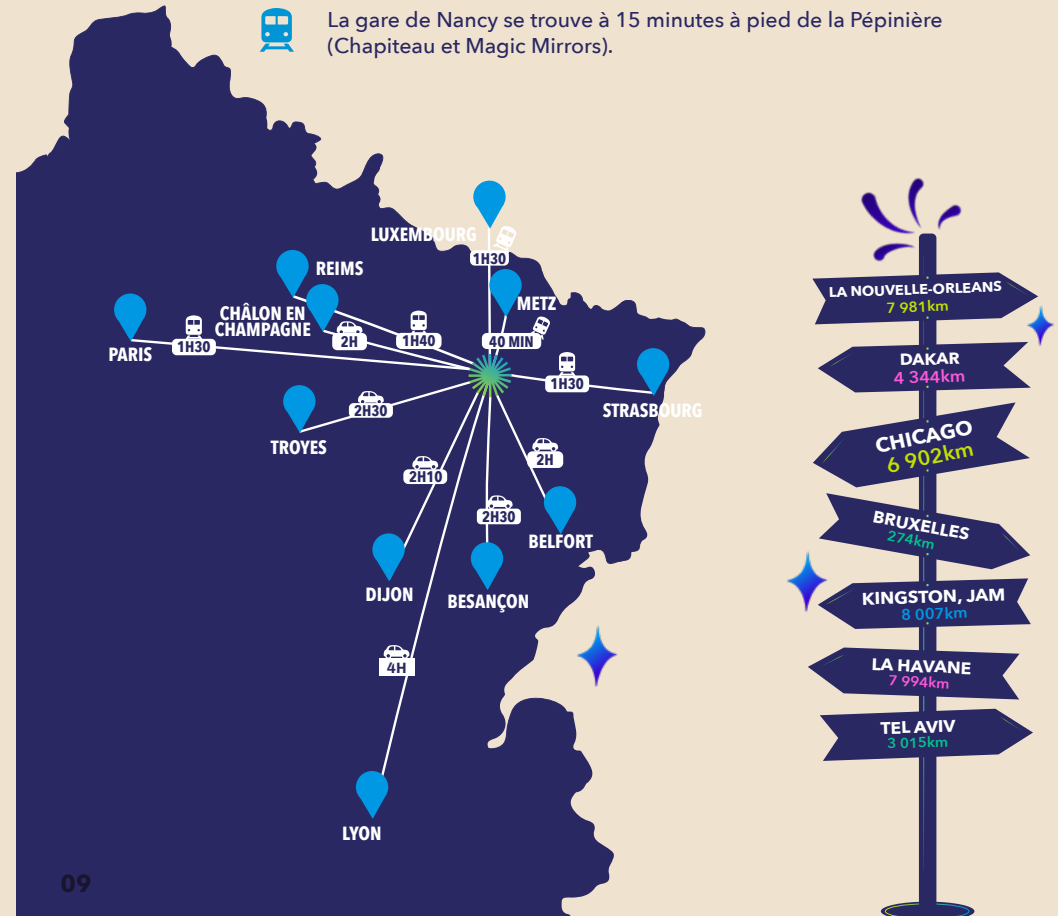 La gare de Nancy se trouve à 15 minutes à pied de la Pépinière
(Chapiteau et Magic Mirrors).
LUXEMBOURG
1H30
REIMS
METZ
CHÂLON EN
CHAMPAGNE
2H
1H40
40 MIN
PARIS
1H30
1H30
STRASBOURG
2H30
TROYES
2H10
2H
2H30
BELFORT
DIJON
BESANÇON
4H
LYON
LA NOUVELLE-ORLEANS
7 981km
DAKAR
4 344km
CHICAGO
6 902km
BRUXELLES
274km
KINGSTON, JAM
8 007km
LA HAVANE
7 994km
TEL AVIV
3 015km
09